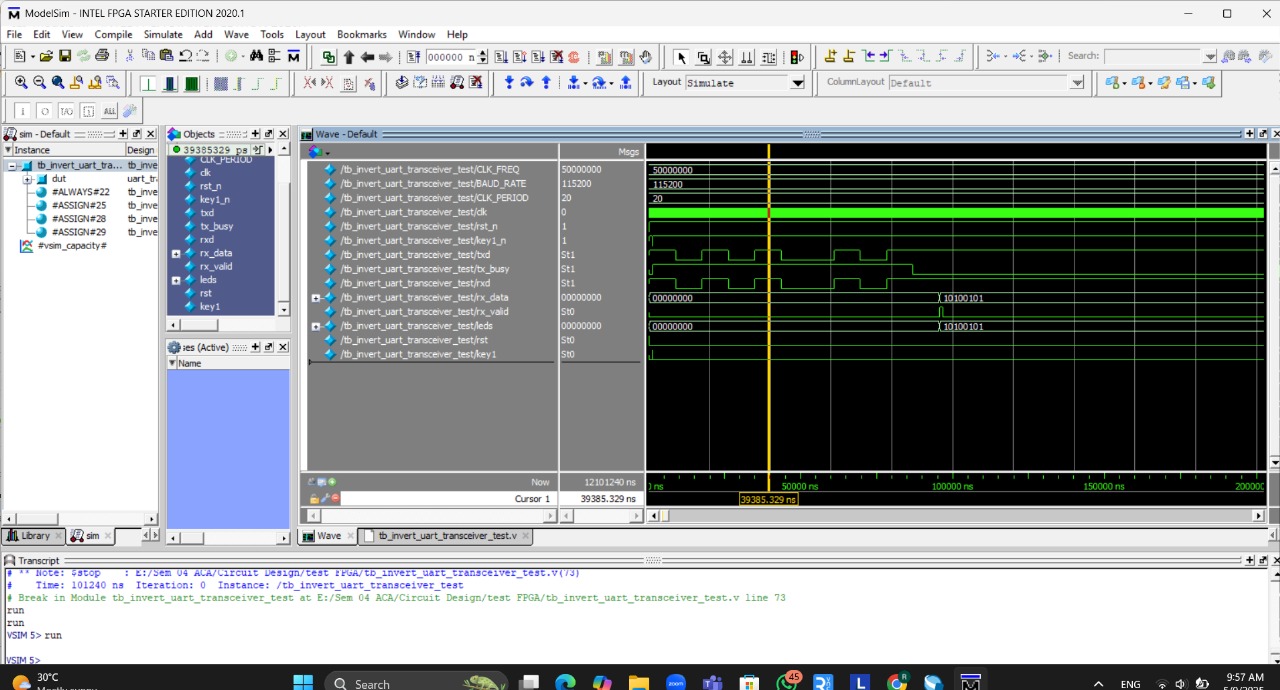 ModelSim - INTEL FPGA STARTER EDITION 2020.1
File Edit View Compile Simulate Add Wave Tools Layout Bookmarks Window Help
000000 n
Search:
Layout Simulate
ColumnLayout Default
ALL
sim - Default
Instance Design
tb_invert_uart_tra... tb_inve
dut uart_tr
#ALWAYS#22 tb_inve
#ASSIGN#25 tb_inve
#ASSIGN#28 tb_inve
#ASSIGN#29 tb_inve
#vsim_capacity#
Library
sim
Objects
39385329 ps
CLK_PERIOD
clk
rst_n
key1_n
txd
tx_busy
rxd
rx_data
rx_valid
leds
rst
key1
ses (Active)
Name
Wave - Default
Msgs
/tb_invert_uart_transceiver_test/CLK_FREQ 50000000 50000000
/tb_invert_uart_transceiver_test/BAUD_RATE 115200 115200
/tb_invert_uart_transceiver_test/CLK_PERIOD 20 20
/tb_invert_uart_transceiver_test/clk 0
/tb_invert_uart_transceiver_test/rst_n 1
/tb_invert_uart_transceiver_test/key1_n 1
/tb_invert_uart_transceiver_test/txd St1
/tb_invert_uart_transceiver_test/tx_busy St1
/tb_invert_uart_transceiver_test/rxd St1
/tb_invert_uart_transceiver_test/rx_data 00000000 00000000 10100101
/tb_invert_uart_transceiver_test/rx_valid St0
/tb_invert_uart_transceiver_test/leds 00000000 00000000 10100101
/tb_invert_uart_transceiver_test/rst St0
/tb_invert_uart_transceiver_test/key1 St0
Now 12101240 ns
ns 50000 ns 100000 ns 150000 ns 200000
Cursor 1 39385.329 ns 39385.329 ns
Wave tb_invert_uart_transceiver_test.v
Transcript
# ** Note: $stop : E:/Sem 04 ACA/Circuit Design/test FPGA/tb_invert_uart_transceiver_test.v(73)
# Time: 101240 ns Iteration: 0 Instance: /tb_invert_uart_transceiver_test
# Break in Module tb_invert_uart_transceiver_test at E:/Sem 04 ACA/Circuit Design/test FPGA/tb_invert_uart_transceiver_test.v line 73
run
run
VSIM 5> run
VSIM 5>
30°C
Mostly sunny
Search
zoom
45
L
R
ENG
9:57 AM